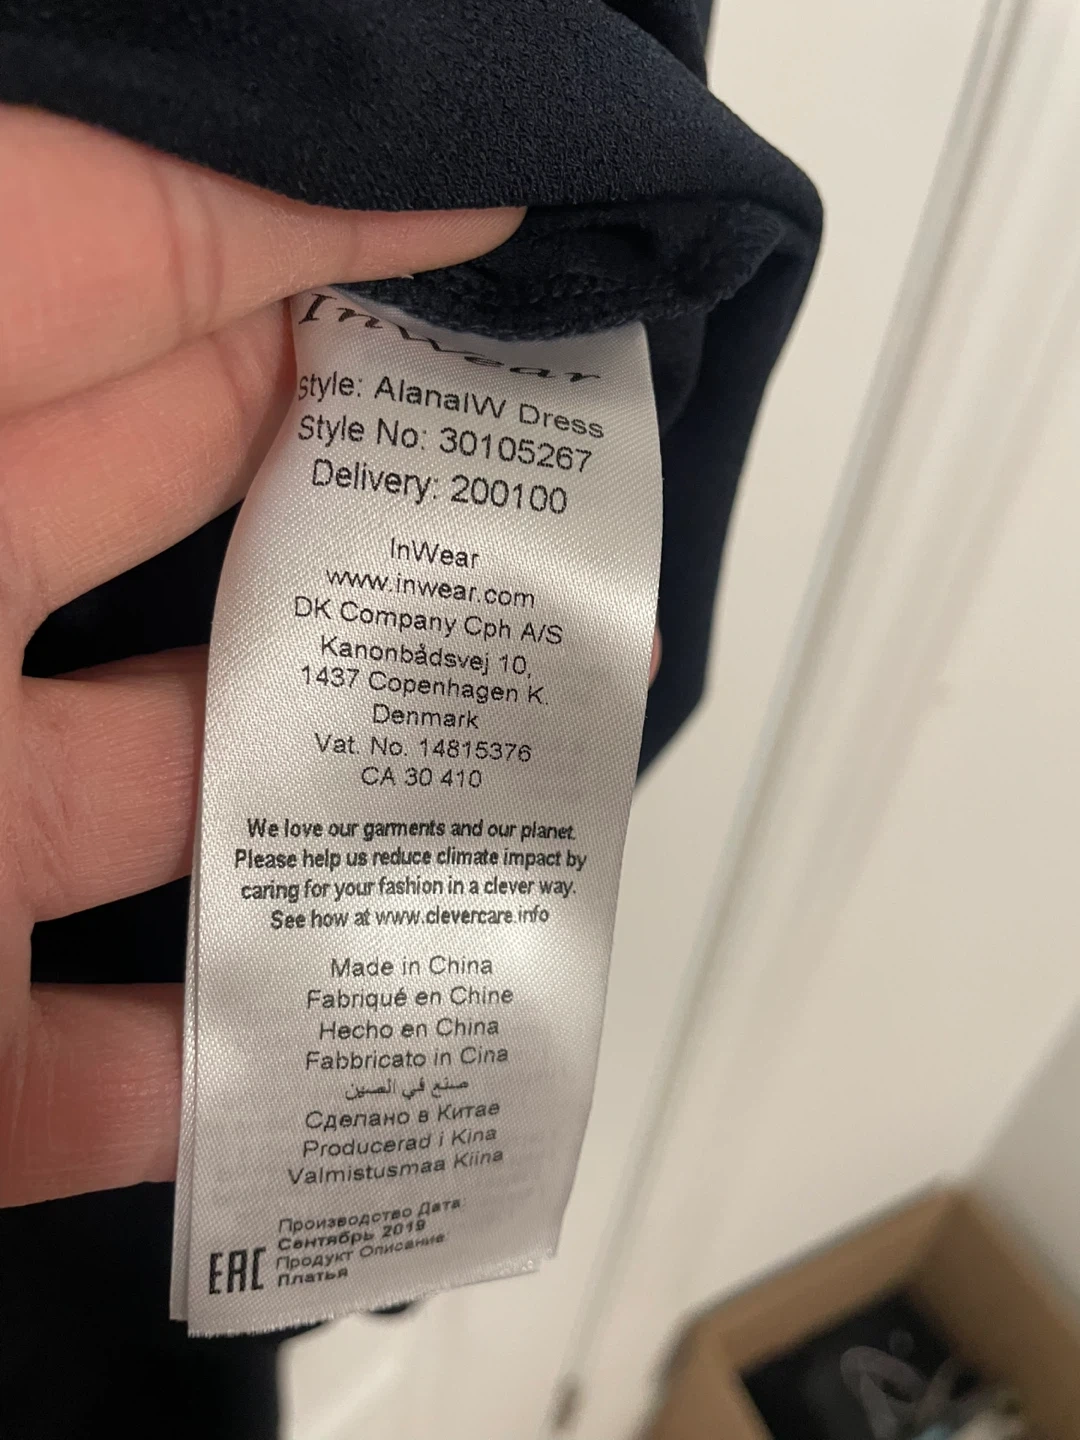 InWear
Style: AlanaIW Dress
Style No: 30105267
Delivery: 200100
InWear
www.inwear.com
DK Company Cph A/S
Kanonbådsvej 10,
1437 Copenhagen K.
Denmark
Vat. No. 14815376
CA 30 410
We love our garments and our planet.
Please help us reduce climate impact by
caring for your fashion in a clever way.
See how at www.clevercare.info
Made in China
Fabriqué en Chine
Hecho en China
Fabbricato in Cina
صنع في الصين
Сделано в Китае
Producerad i Kina
Valmistusmaa Kiina
Производство Дата:
Сентябрь 2019
Продукт Описание:
Платья
EAC